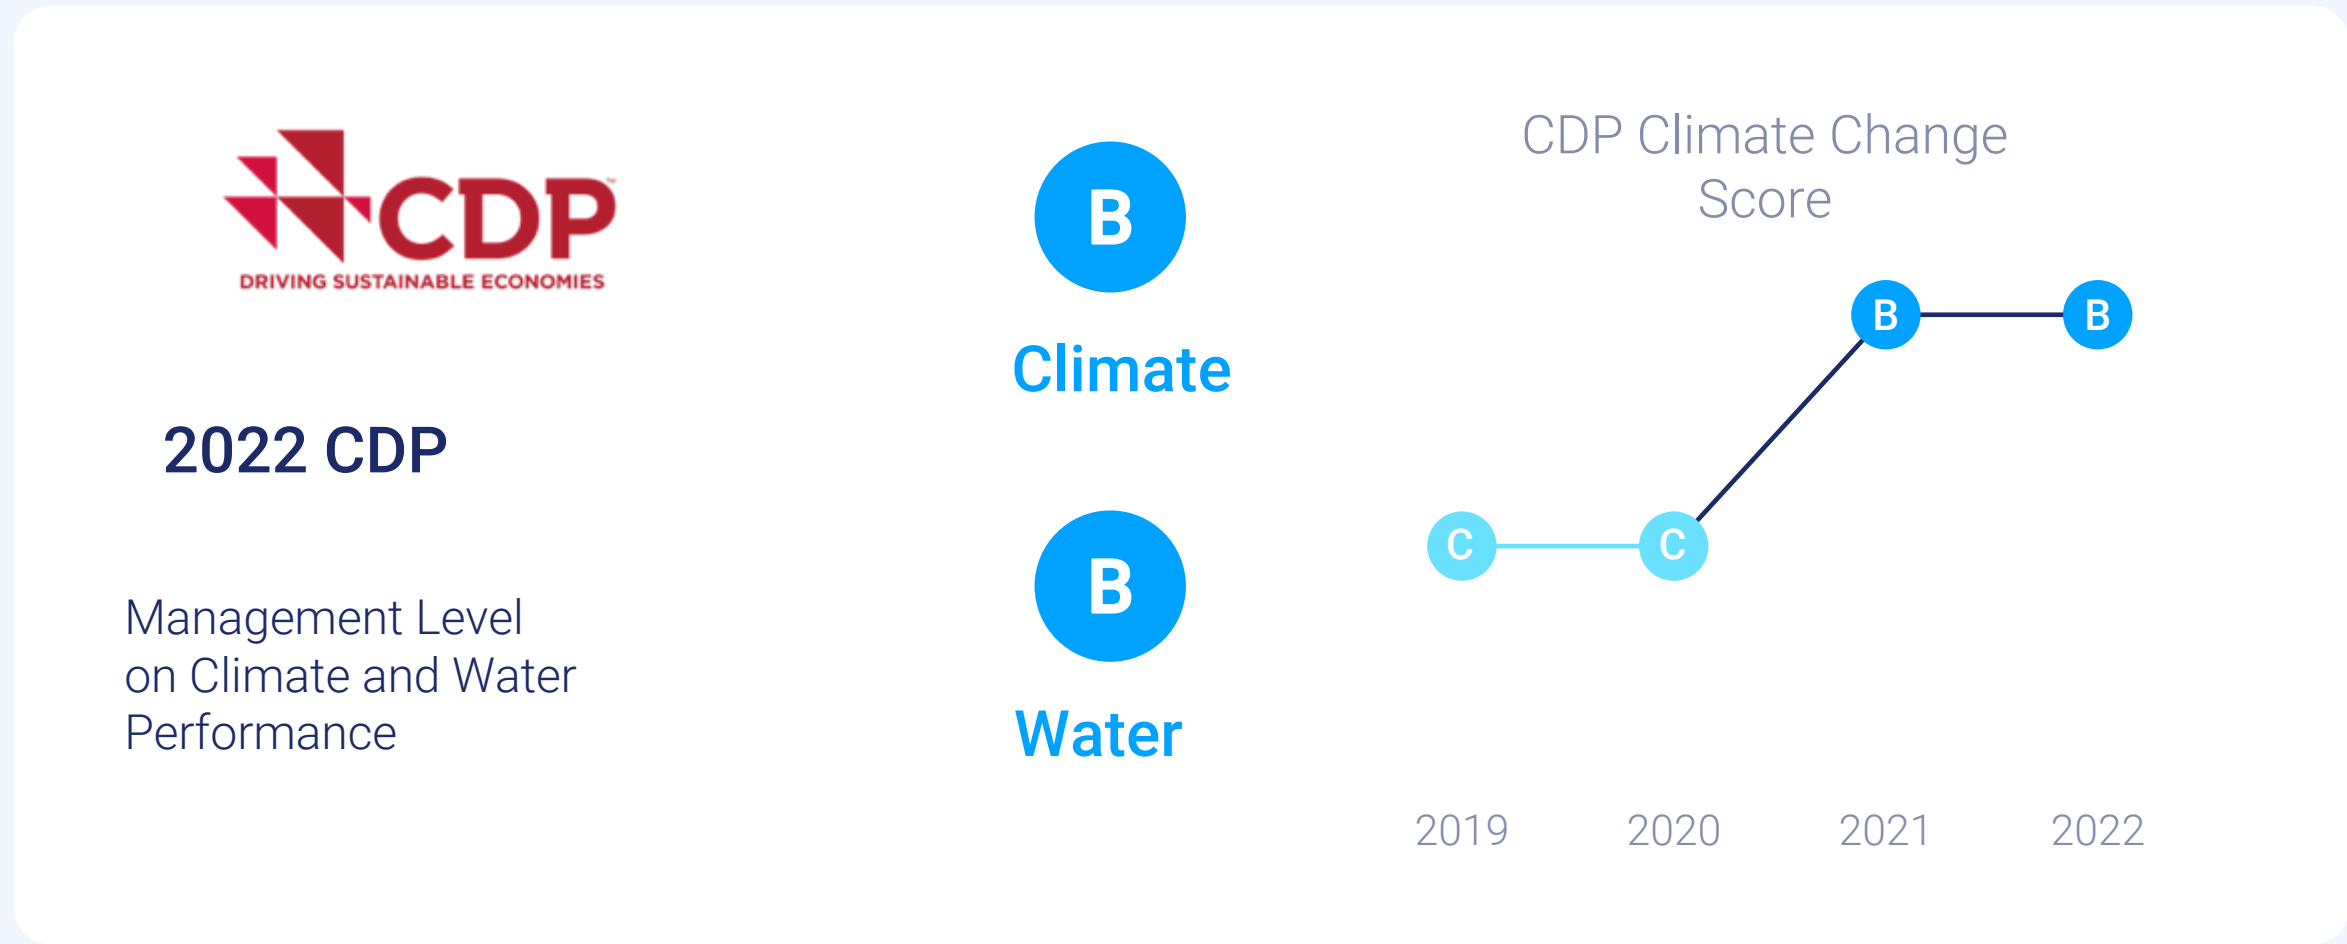 CDP™
DRIVING SUSTAINABLE ECONOMIES
2022 CDP
Management Level
on Climate and Water
Performance
B
Climate
B
Water
CDP Climate Change
Score
B
B
C
C
2019
2020
2021
2022